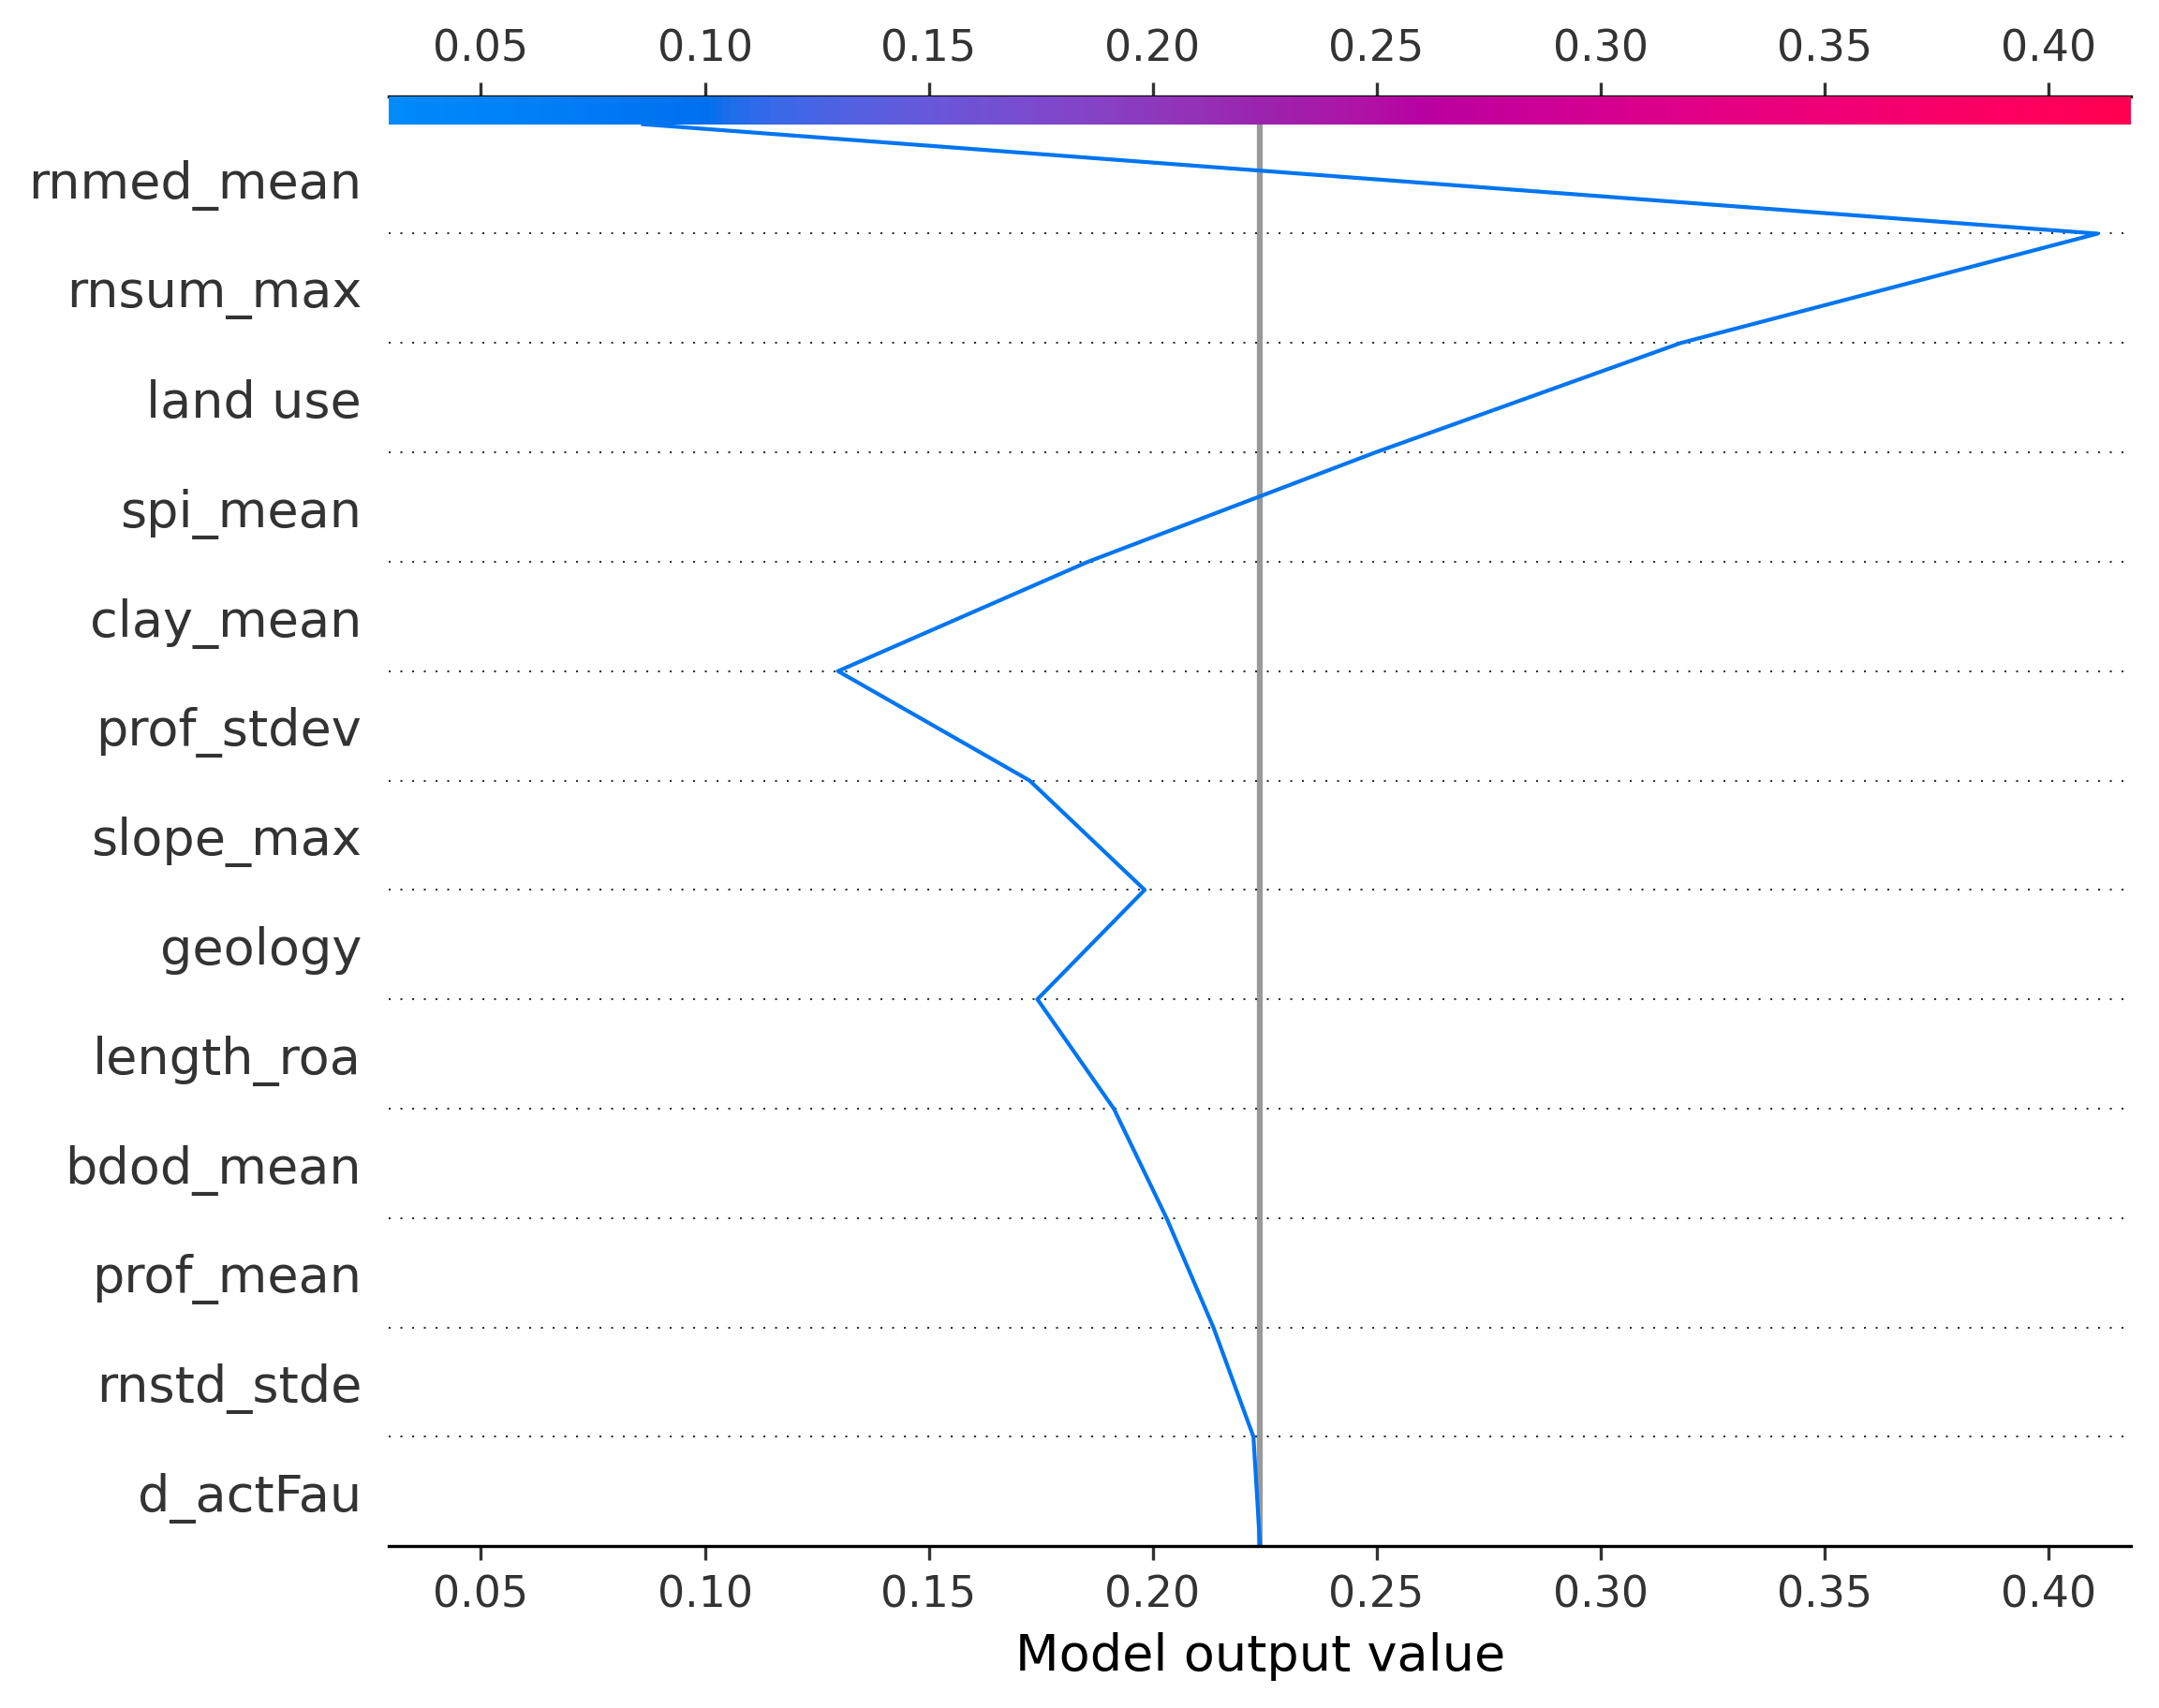 0.05 0.10 0.15 0.20 0.25 0.30 0.35 0.40
rnmed_mean
rnsum_max
land use
spi_mean
clay_mean
prof_stdev
slope_max
geology
length_roa
bdod_mean
prof_mean
rnstd_stde
d_actFau
0.05 0.10 0.15 0.20 0.25 0.30 0.35 0.40
Model output value